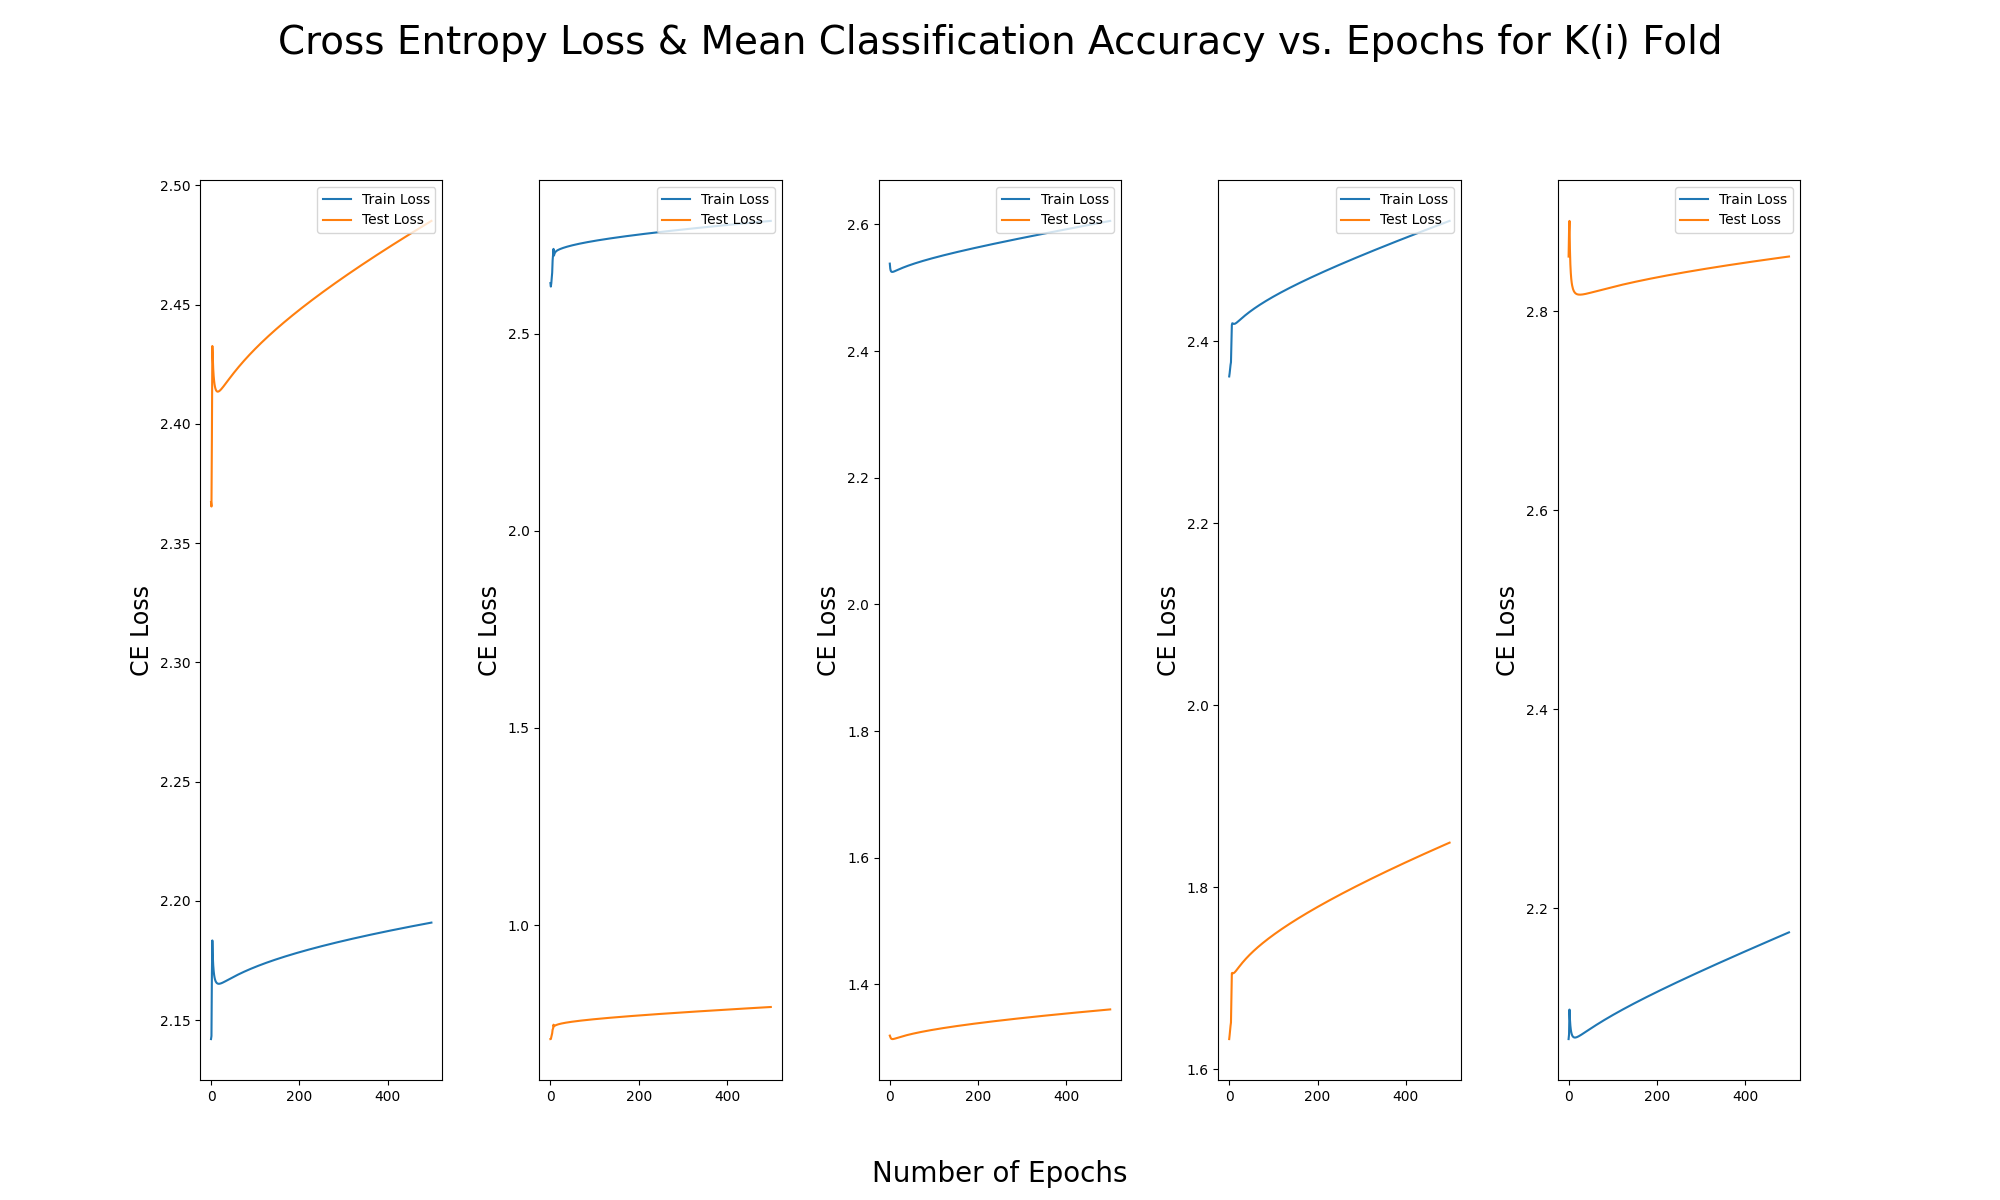 Cross Entropy Loss & Mean Classification Accuracy vs. Epochs for K(i) Fold
CE Loss
2.50
2.45
2.40
2.35
2.30
2.25
2.20
2.15
0 200 400
Train Loss
Test Loss
CE Loss
2.5
2.0
1.5
1.0
0 200 400
Train Loss
Test Loss
CE Loss
2.6
2.4
2.2
2.0
1.8
1.6
1.4
0 200 400
Train Loss
Test Loss
CE Loss
2.4
2.2
2.0
1.8
1.6
0 200 400
Train Loss
Test Loss
CE Loss
2.8
2.6
2.4
2.2
0 200 400
Train Loss
Test Loss
Number of Epochs